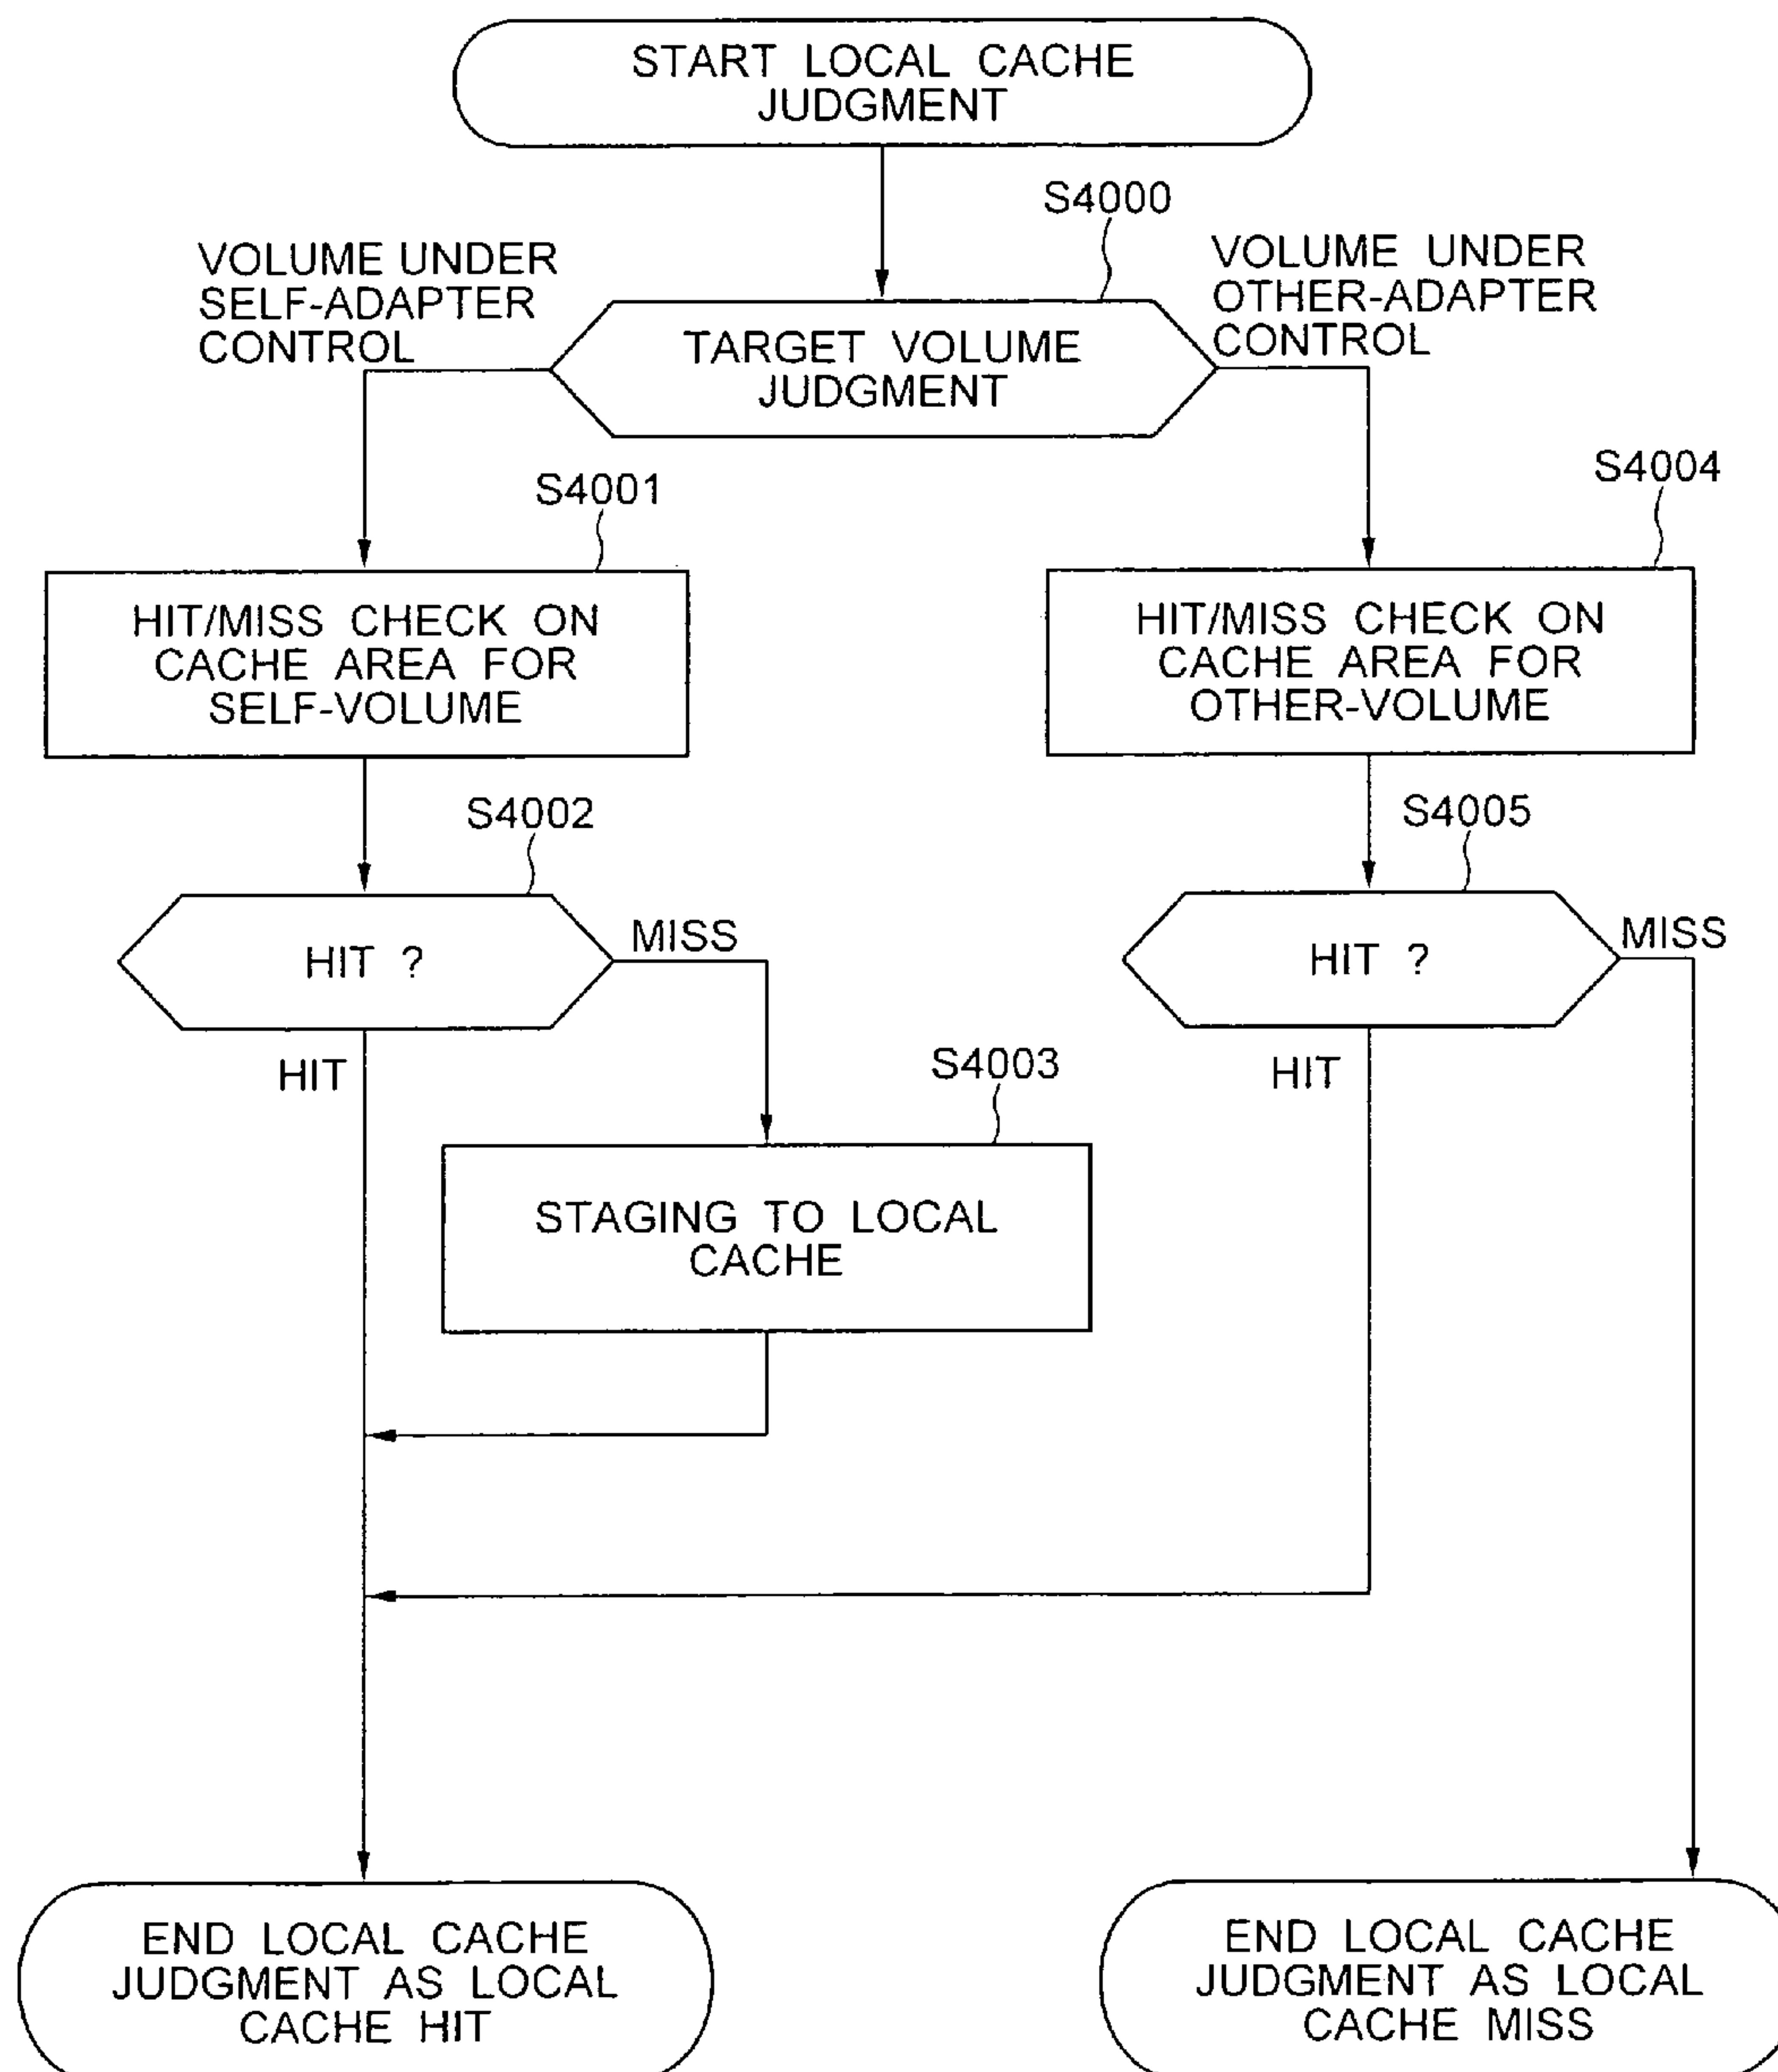 START LOCAL CACHE
JUDGMENT
S4000
VOLUME UNDER
SELF-ADAPTER
CONTROL
VOLUME UNDER
OTHER-ADAPTER
CONTROL
TARGET VOLUME
JUDGMENT
S4001
S4004
HIT/MISS CHECK ON
CACHE AREA FOR
SELF-VOLUME
HIT/MISS CHECK ON
CACHE AREA FOR
OTHER-VOLUME
S4002
S4005
HIT ?
MISS
HIT ?
MISS
HIT
HIT
S4003
STAGING TO LOCAL
CACHE
END LOCAL CACHE
JUDGMENT AS LOCAL
CACHE HIT
END LOCAL CACHE
JUDGMENT AS LOCAL
CACHE MISS